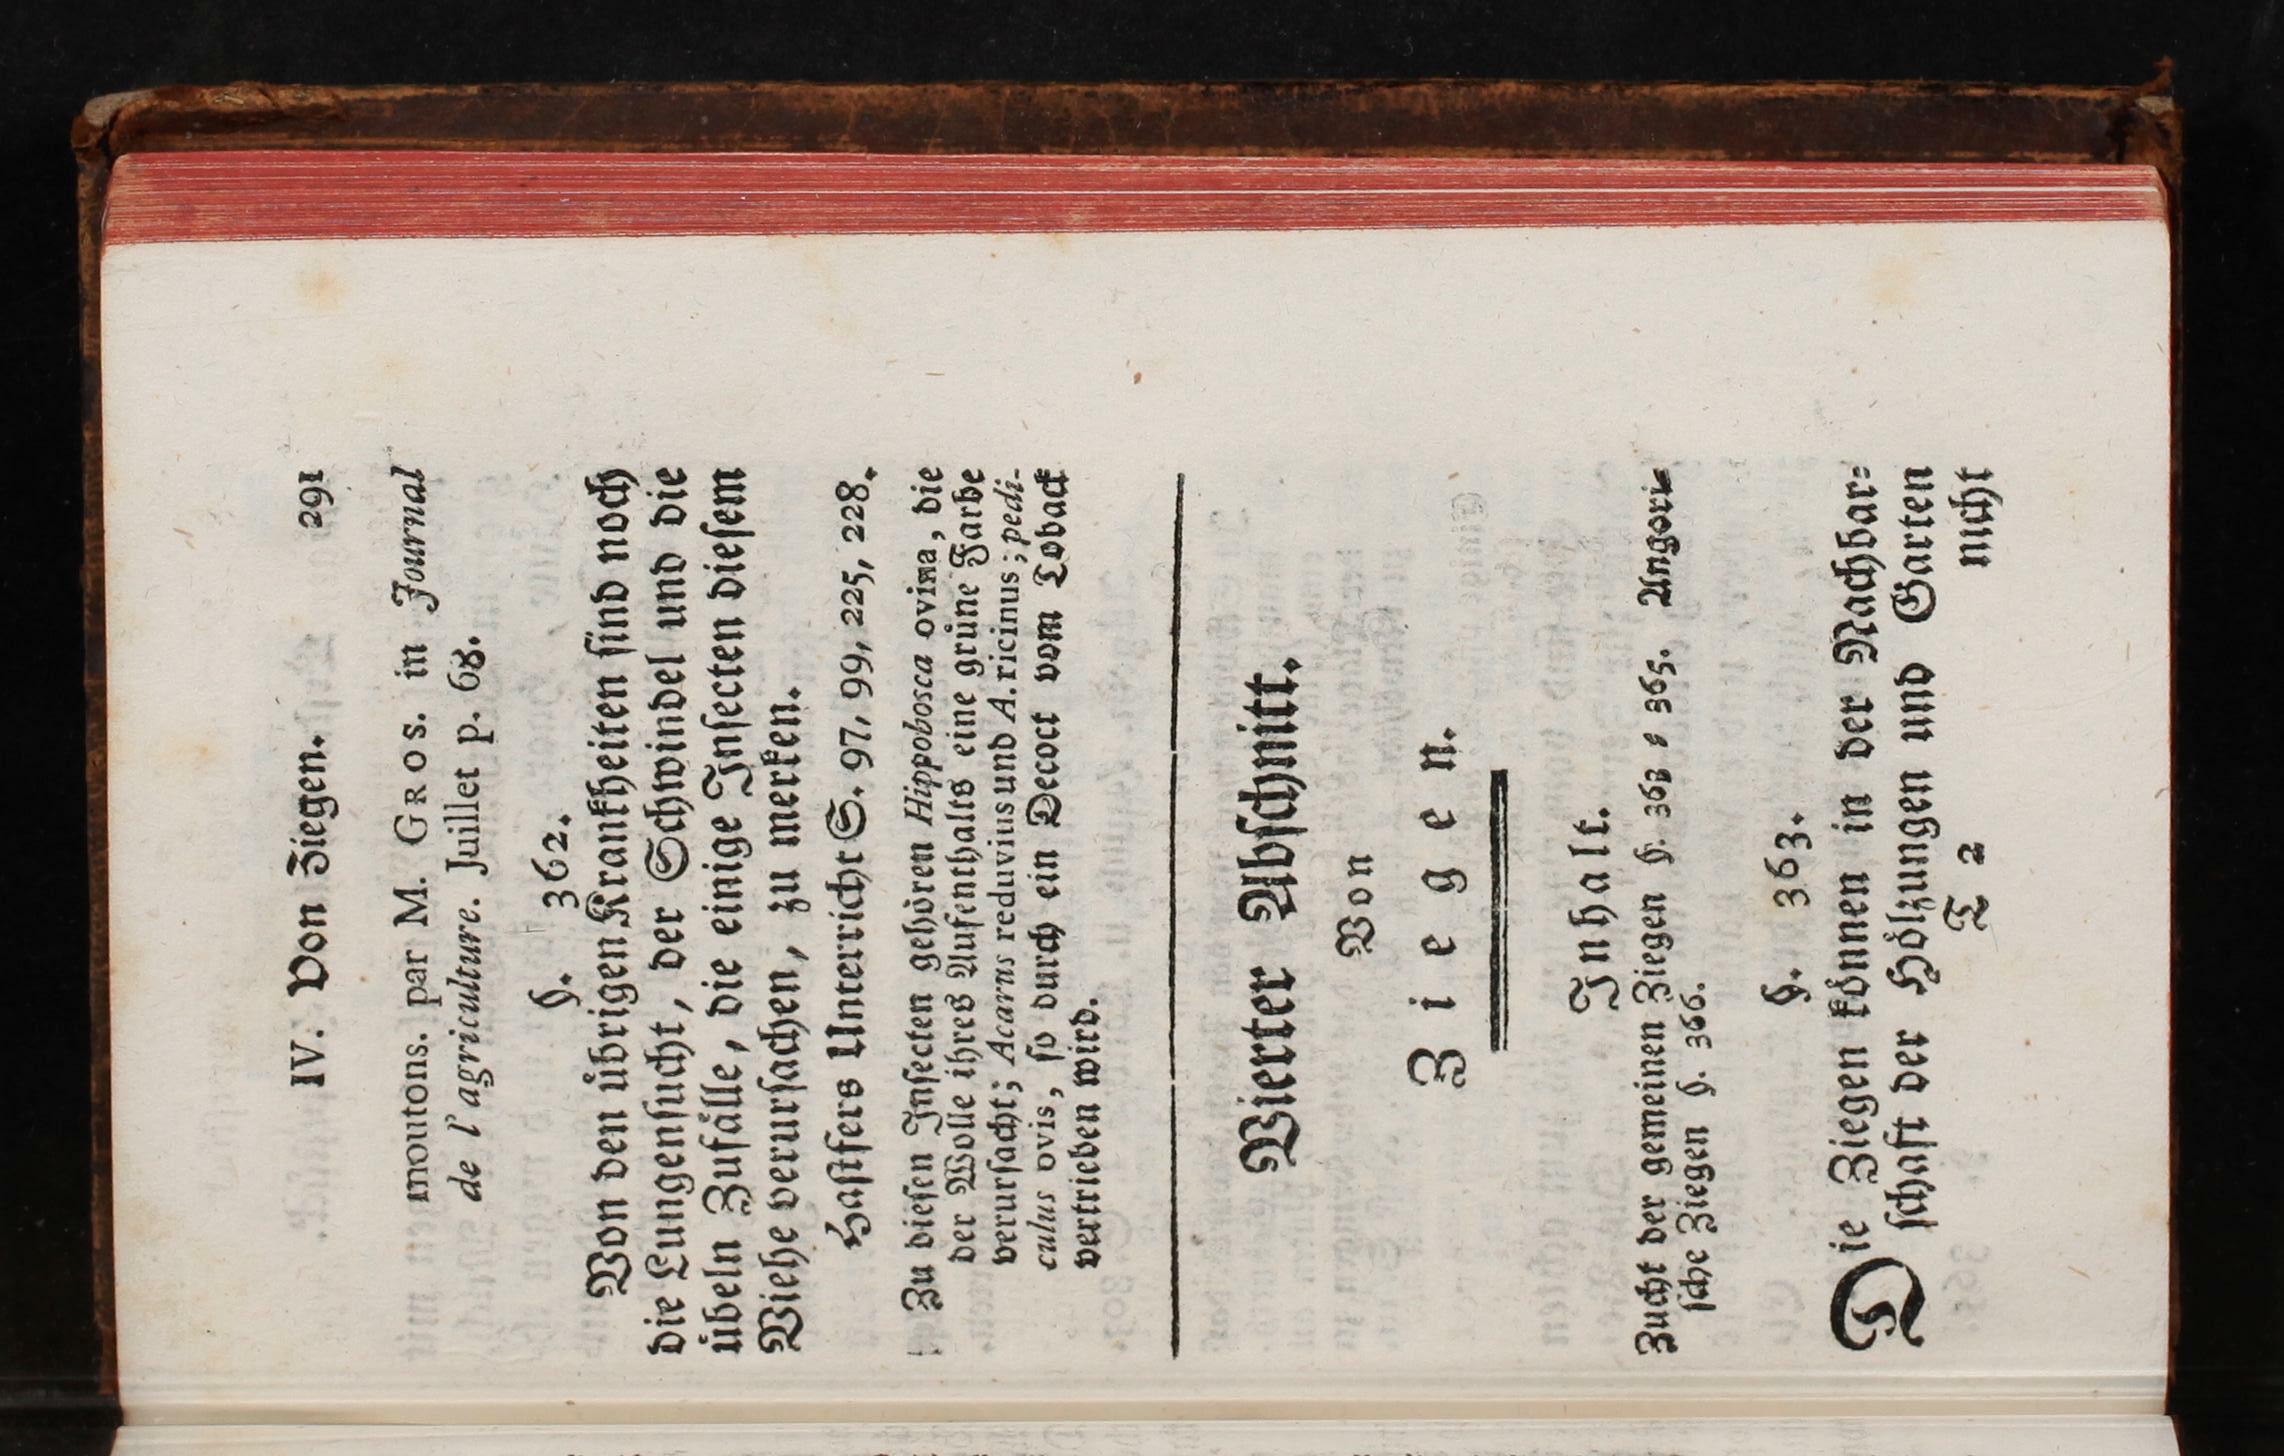 IV. Von Ziegen. 291
moutons. par M. GROS. in Journal
de l'agriculture. Juillet p. 68.
§. 362.
Von den übrigen Krankheiten sind noch
die Lungensucht, der Schwindel und die
übeln Zufälle, die einige Insecten diesem
Viehe verursachen, zu merken.
Hastfers Unterricht S. 97, 99, 225, 228.
Zu diesen Insecten gehören Hippobosca ovina, die
der Wolle ihres Aufenthalts eine grüne Farbe
verursacht; Acarus reduvius und A. ricinus; pedi-
culus ovis, so durch ein Decoct vom Toback
vertrieben wird.
Vierter Abschnitt.
Von
Ziegen.
Inhalt.
Zucht der gemeinen Ziegen §. 363 = 365. Angori=
sche Ziegen §. 366.
§. 363.
Die Ziegen können in der Nachbar=
schaft der Hölzungen und Garten
T 2 nicht